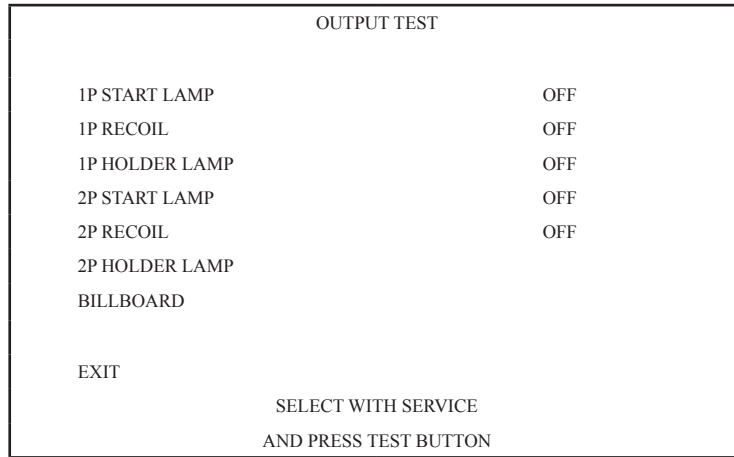 OUTPUT TEST
1P START LAMP OFF
1P RECOIL OFF
1P HOLDER LAMP OFF
2P START LAMP OFF
2P RECOIL OFF
2P HOLDER LAMP
BILLBOARD
EXIT
SELECT WITH SERVICE
AND PRESS TEST BUTTON